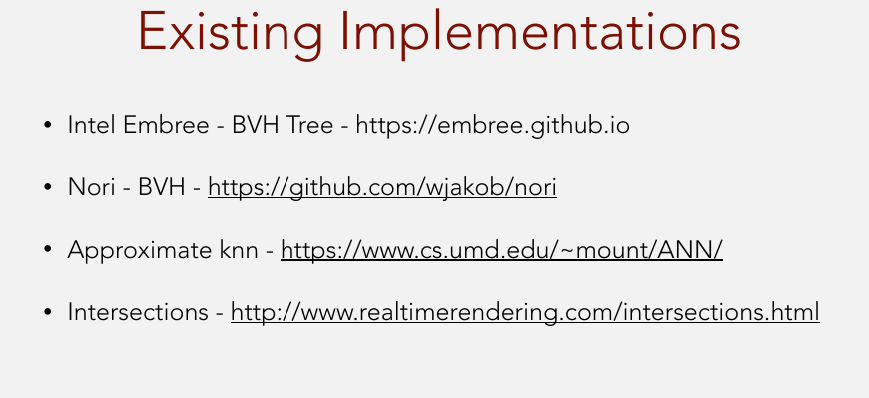 Existing Implementations
• Intel Embree - BVH Tree - https://embree.github.io
• Nori - BVH - https://github.com/wjakob/nori
• Approximate knn - https://www.cs.umd.edu/~mount/ANN/
• Intersections - http://www.realtimerendering.com/intersections.html